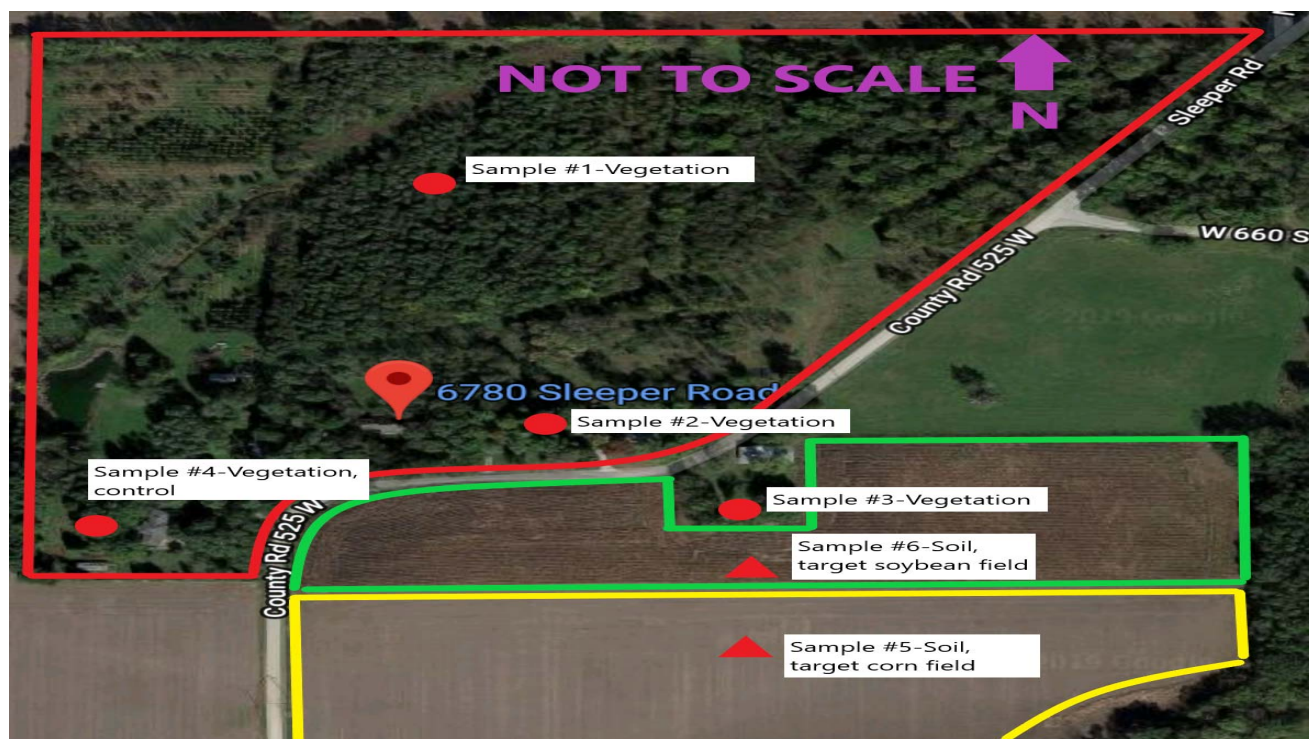 NOT TO SCALE
N
Sleeper Rd
Sample #1-Vegetation
W 660 S
County Rd 525 W
6780 Sleeper Road
Sample #2-Vegetation
Sample #4-Vegetation,
control
Sample #3-Vegetation
County Rd 525 W
Sample #6-Soil,
target soybean field
Sample #5-Soil,
target corn field